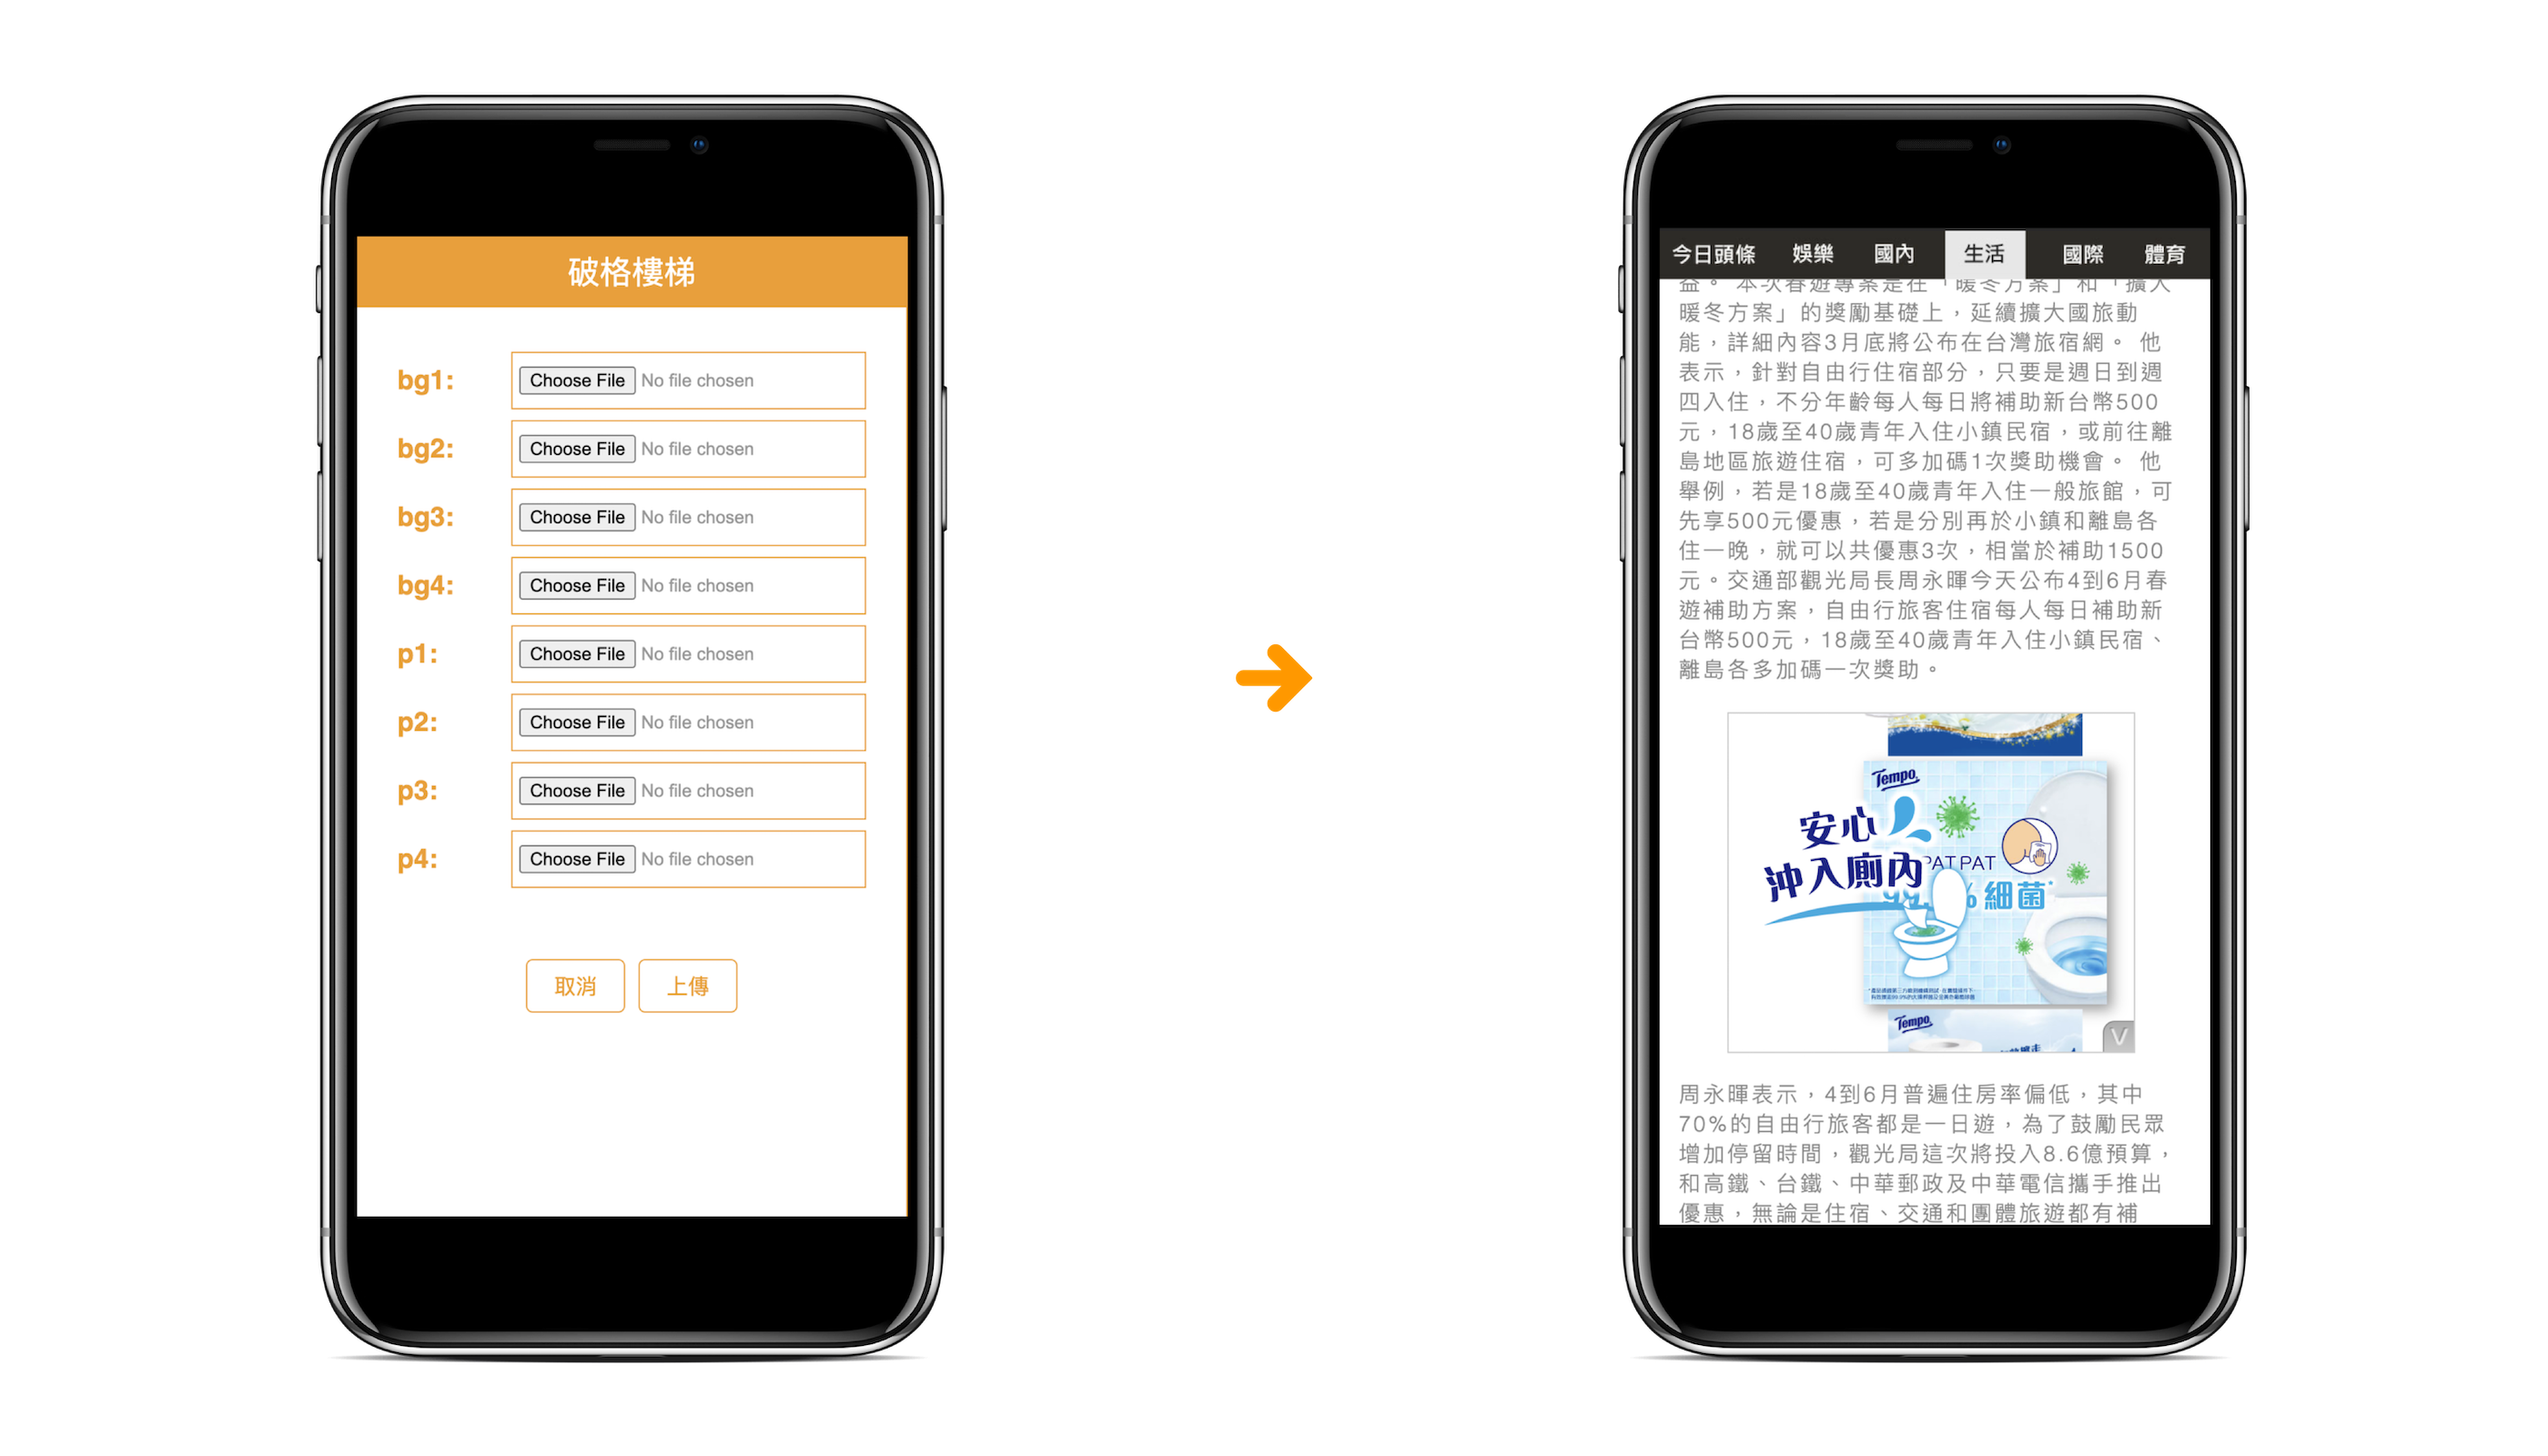 破格樓梯
bg1: Choose File No file chosen
bg2: Choose File No file chosen
bg3: Choose File No file chosen
bg4: Choose File No file chosen
p1: Choose File No file chosen
p2: Choose File No file chosen
p3: Choose File No file chosen
p4: Choose File No file chosen
取消 上傳
今日頭條 娛樂 國內 生活 國際 體育
益。 本次春遊專案是在「暖冬方案」和「擴大
暖冬方案」的獎勵基礎上，延續擴大國旅動
能，詳細內容3月底將公布在台灣旅宿網。 他
表示，針對自由行住宿部分，只要是週日到週
四入住，不分年齡每人每日將補助新台幣500
元，18歲至40歲青年入住小鎮民宿，或前往離
島地區旅遊住宿，可多加碼1次獎助機會。 他
舉例，若是18歲至40歲青年入住一般旅館，可
先享500元優惠，若是分別再於小鎮和離島各
住一晚，就可以共優惠3次，相當於補助1500
元。交通部觀光局長周永暉今天公布4到6月春
遊補助方案，自由行旅客住宿每人每日補助新
台幣500元，18歲至40歲青年入住小鎮民宿、
離島各多加碼一次獎助。
Tempo
安心
PAT PAT
沖入廁內
% 細菌*
Tempo
V
周永暉表示，4到6月普遍住房率偏低，其中
70%的自由行旅客都是一日遊，為了鼓勵民眾
增加停留時間，觀光局這次將投入8.6億預算，
和高鐵、台鐵、中華郵政及中華電信攜手推出
優惠，無論是住宿、交通和團體旅遊都有補